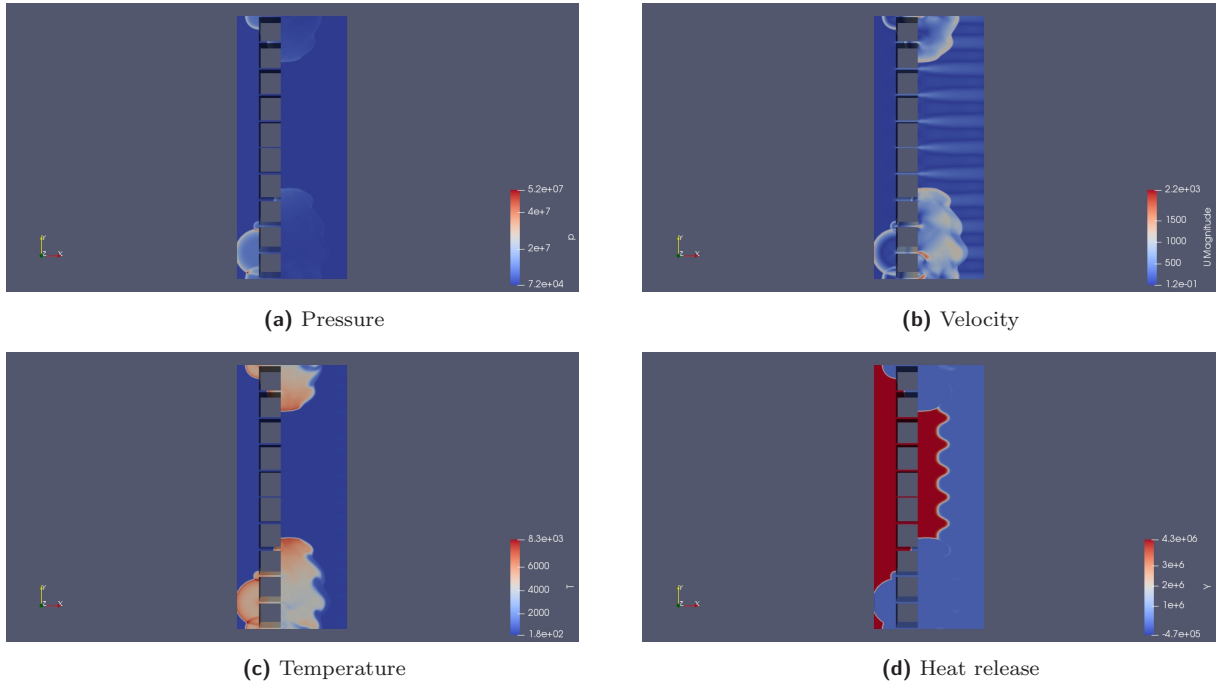 5.2e+07
4e+7
2e+7
7.2e+04
p
Y
Z X
(a) Pressure
2.2e+03
1500
1000
500
1.2e-01
U Magnitude
Y
Z X
(b) Velocity
8.3e+03
6000
4000
2000
1.8e+02
T
Y
Z X
(c) Temperature
4.3e+06
3e+6
2e+6
1e+6
-4.7e+05
Y
Y
Z X
(d) Heat release